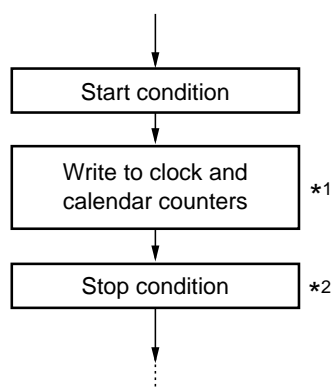 Start condition
Write to clock and
calendar counters
*1
Stop condition
*2